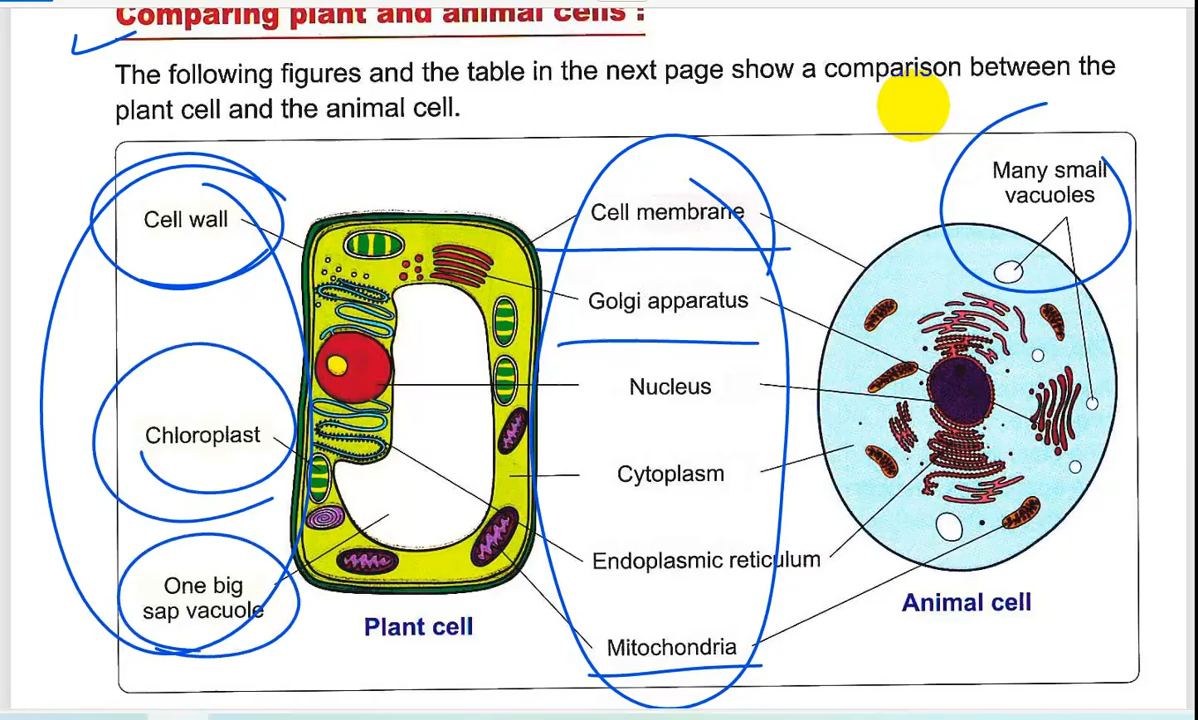 Comparing plant and animal cells :
The following figures and the table in the next page show a comparison between the
plant cell and the animal cell.
Cell wall
Chloroplast
One big
sap vacuole
Plant cell
Cell membrane
Golgi apparatus
Nucleus
Cytoplasm
Endoplasmic reticulum
Mitochondria
Many small
vacuoles
Animal cell